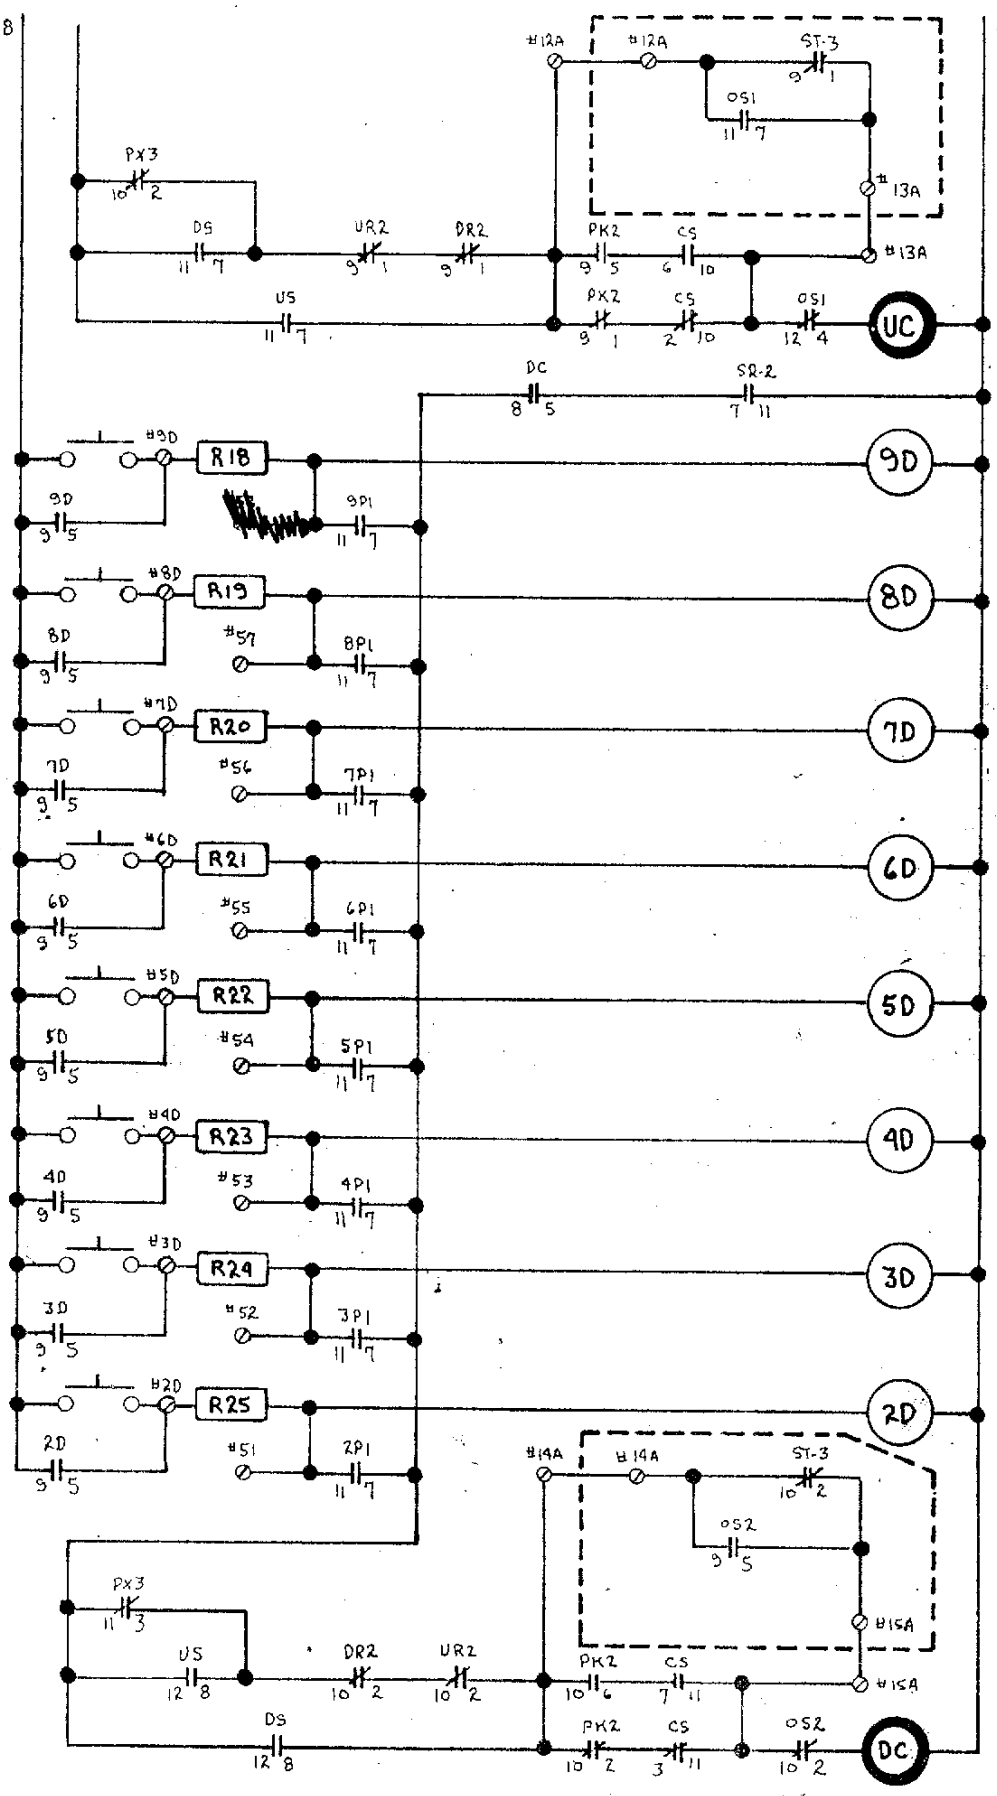 8
#12A #12A ST-3
9 1
OS1
11 7
PX3
10 2
# 13A
DS UR2 DR2 PK2 CS #13A
11 7 9 1 9 1 9 5 6 10
US PX2 CS OS1 UC
11 7 9 1 2 10 12 4
DC SR-2
8 5 7 11
#9D R18 9D
9D 9P1
9 5 11 7
#8D R19 8D
8D #57 8P1
9 5 11 7
#7D R20 7D
7D #56 7P1
9 5 11 7
#6D R21 6D
6D #55 6P1
9 5 11 7
#5D R22 5D
5D #54 5P1
9 5 11 7
#4D R23 4D
4D #53 4P1
9 5 11 7
#3D R24 3D
3D #52 3P1
9 5 11 7
#2D R25 2D
2D #51 2P1
9 5 11 7
#14A #14A ST-3
10 2
OS2
9 5
PX3
11 3
#15A
US DR2 UR2 PK2 CS #15A
12 8 10 2 10 2 10 6 7 11
DS PK2 CS OS2 DC
12 8 10 2 3 11 10 2